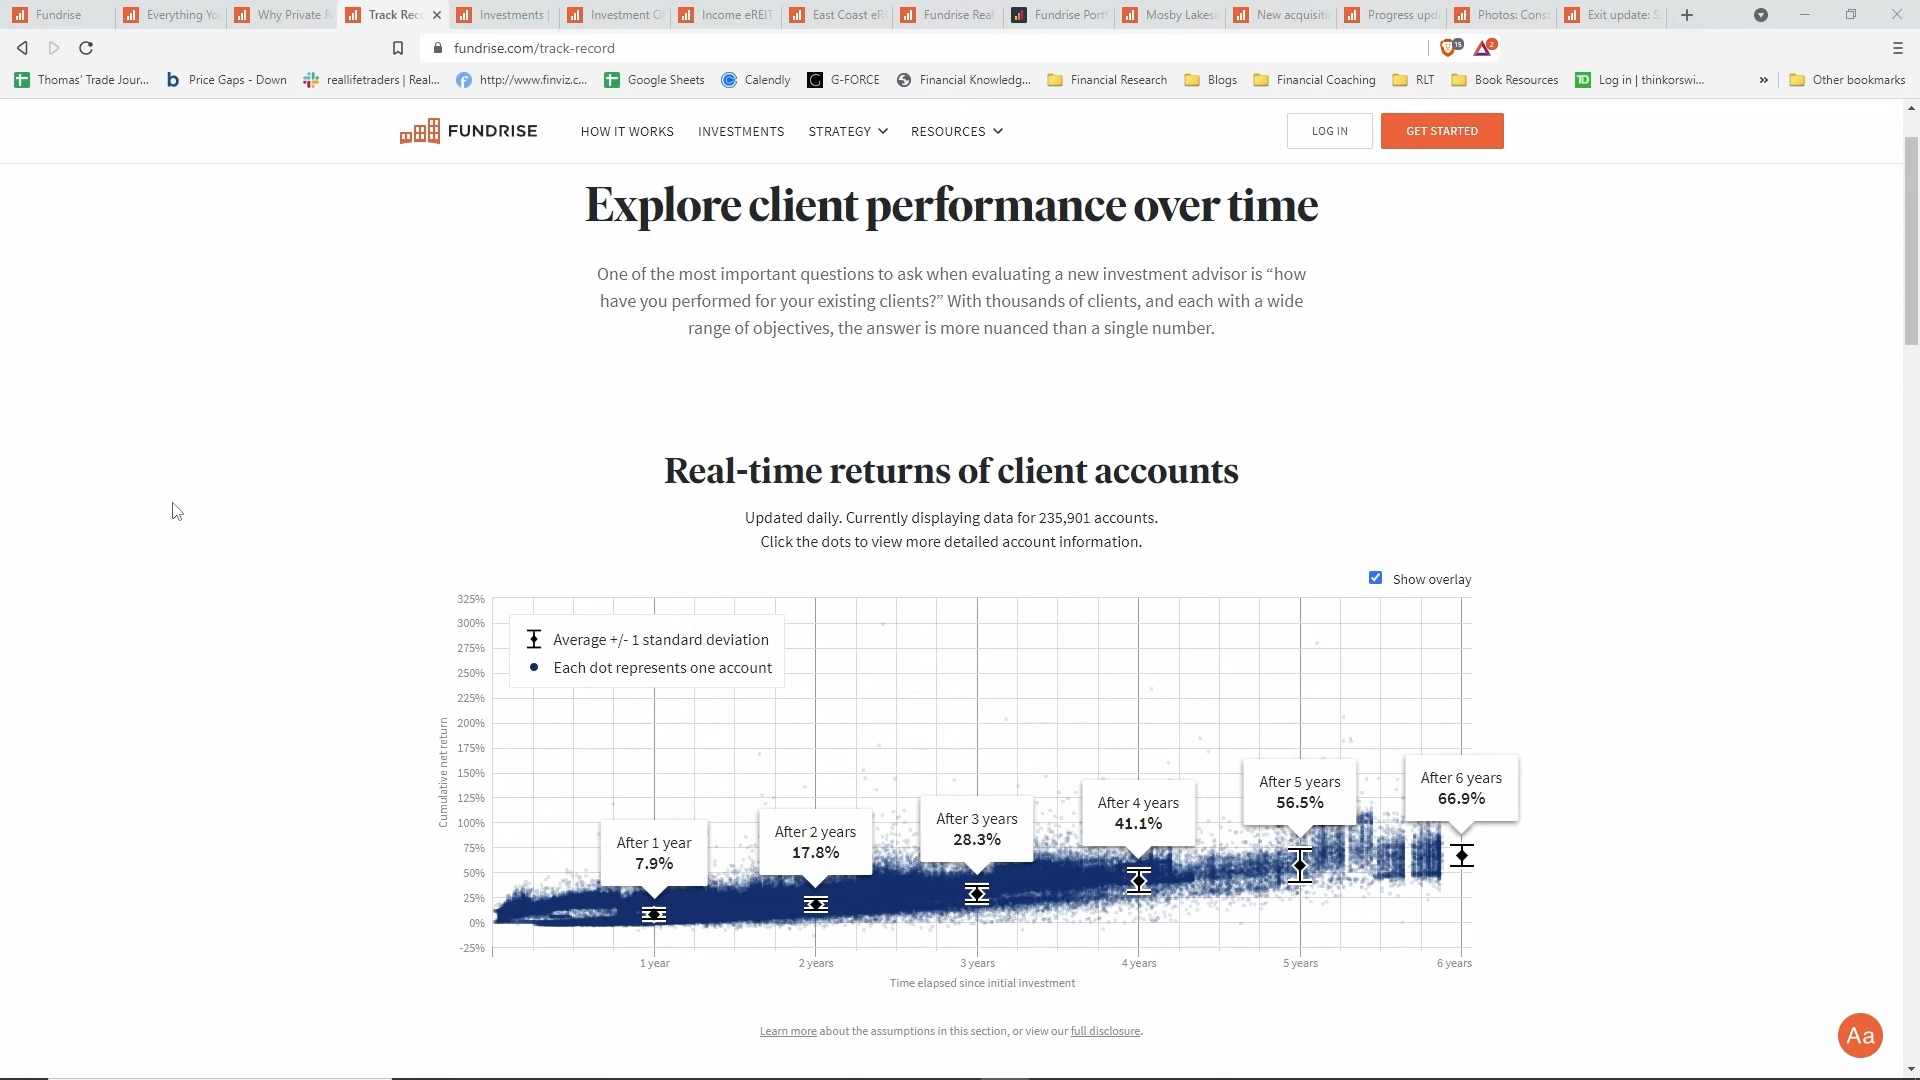 Fundrise
Everything Yo
Why Private R
Track Rec
Investments |
Investment O
Income eREIT
East Coast eR
Fundrise Real
Fundrise Port
Mosby Lakesi
New acquisitio
Progress upd
Photos: Const
Exit update: S
fundrise.com/track-record
15
2
Thomas' Trade Jour...
Price Gaps - Down
reallifetraders | Real...
http://www.finviz.c...
Google Sheets
Calendly
G-FORCE
Financial Knowledg...
Financial Research
Blogs
Financial Coaching
RLT
Book Resources
Log in | thinkorswi...
»
Other bookmarks
FUNDRISE
HOW IT WORKS
INVESTMENTS
STRATEGY
RESOURCES
LOG IN
GET STARTED
Explore client performance over time
One of the most important questions to ask when evaluating a new investment advisor is “how
have you performed for your existing clients?” With thousands of clients, and each with a wide
range of objectives, the answer is more nuanced than a single number.
Real-time returns of client accounts
Updated daily. Currently displaying data for 235,901 accounts.
Click the dots to view more detailed account information.
Show overlay
Average +/- 1 standard deviation
Each dot represents one account
Cumulative net return
325%
300%
275%
250%
225%
200%
175%
150%
125%
100%
75%
50%
25%
0%
-25%
After 1 year
7.9%
After 2 years
17.8%
After 3 years
28.3%
After 4 years
41.1%
After 5 years
56.5%
After 6 years
66.9%
1 year
2 years
3 years
4 years
5 years
6 years
Time elapsed since initial investment
Learn more about the assumptions in this section, or view our full disclosure.
Aa